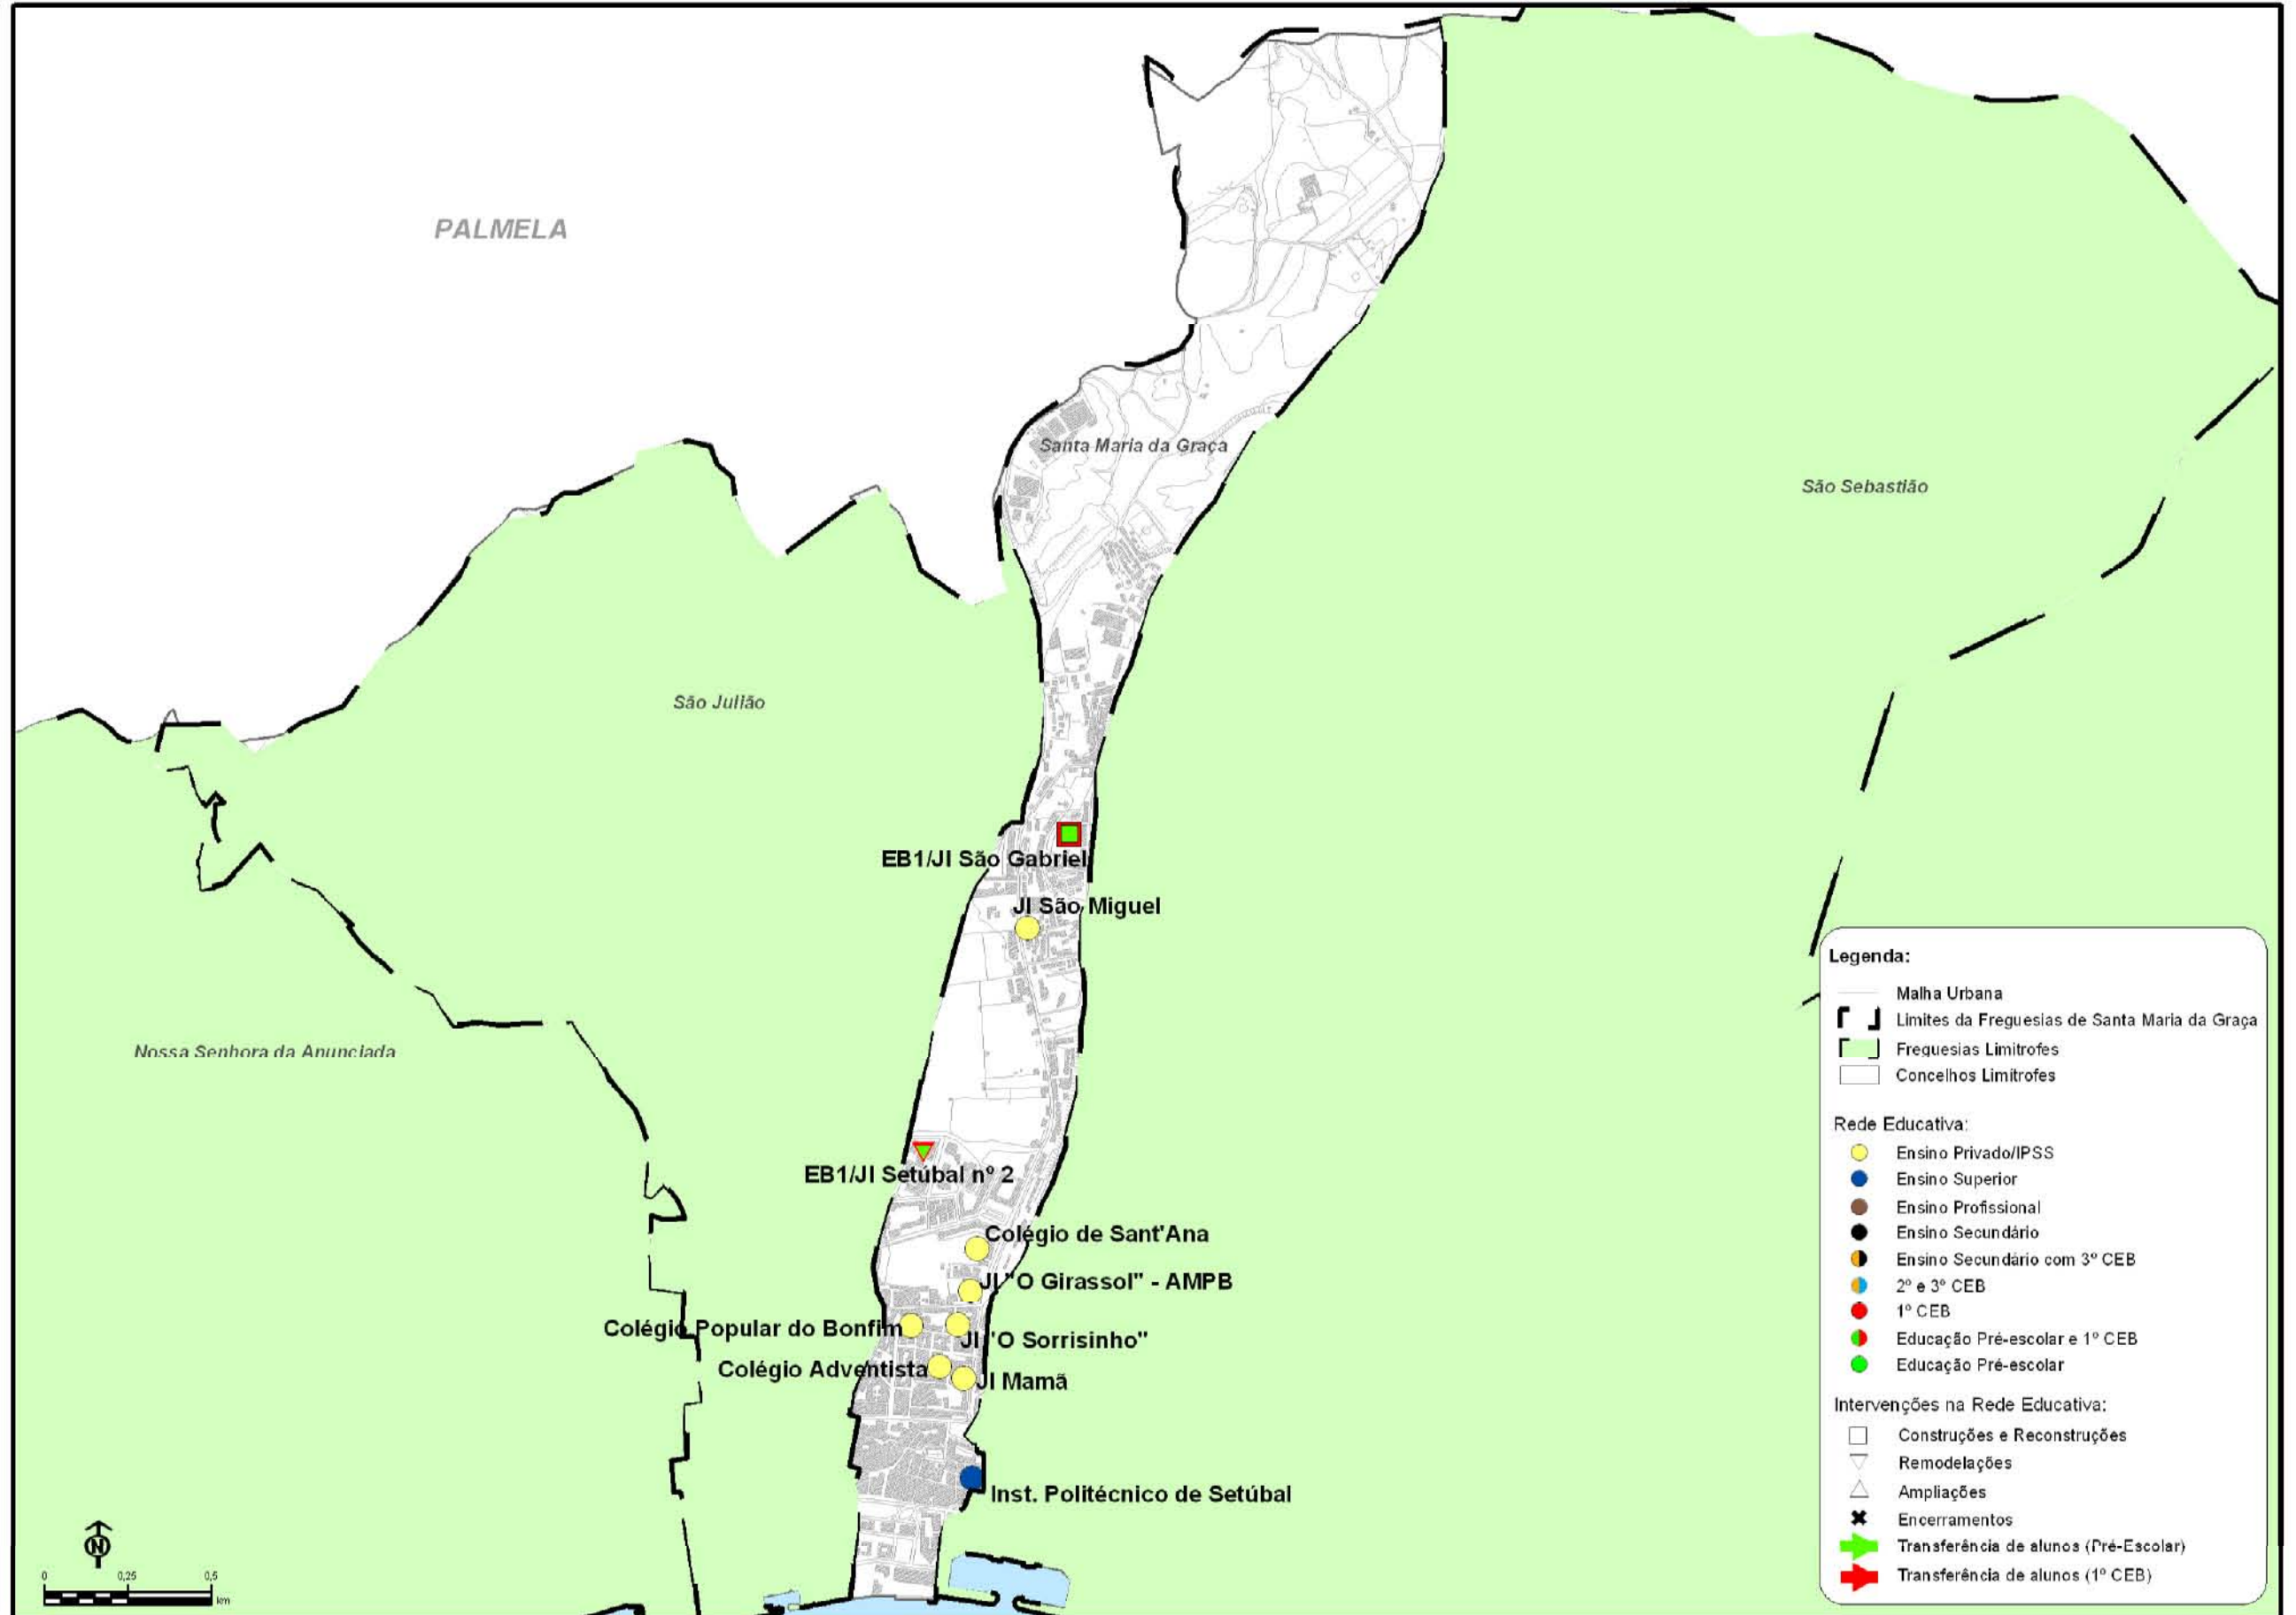 PALMELA
Santa Maria da Graça
São Sebastião
São Julião
EB1/JI São Gabriel
JI São Miguel
Nossa Senhora da Anunciada
EB1/JI Setúbal nº 2
Colégio de Sant'Ana
JI "O Girassol" - AMPB
Colégio Popular do Bonfim
JI "O Sorrisinho"
Colégio Adventista
JI Mamã
Inst. Politécnico de Setúbal
N
0 0,25 0,5
km
Legenda:
Malha Urbana
Limites da Freguesias de Santa Maria da Graça
Freguesias Limitrofes
Concelhos Limitrofes
Rede Educativa:
Ensino Privado/IPSS
Ensino Superior
Ensino Profissional
Ensino Secundário
Ensino Secundário com 3º CEB
2º e 3º CEB
1º CEB
Educação Pré-escolar e 1º CEB
Educação Pré-escolar
Intervenções na Rede Educativa:
Construções e Reconstruções
Remodelações
Ampliações
Encerramentos
Transferência de alunos (Pré-Escolar)
Transferência de alunos (1º CEB)